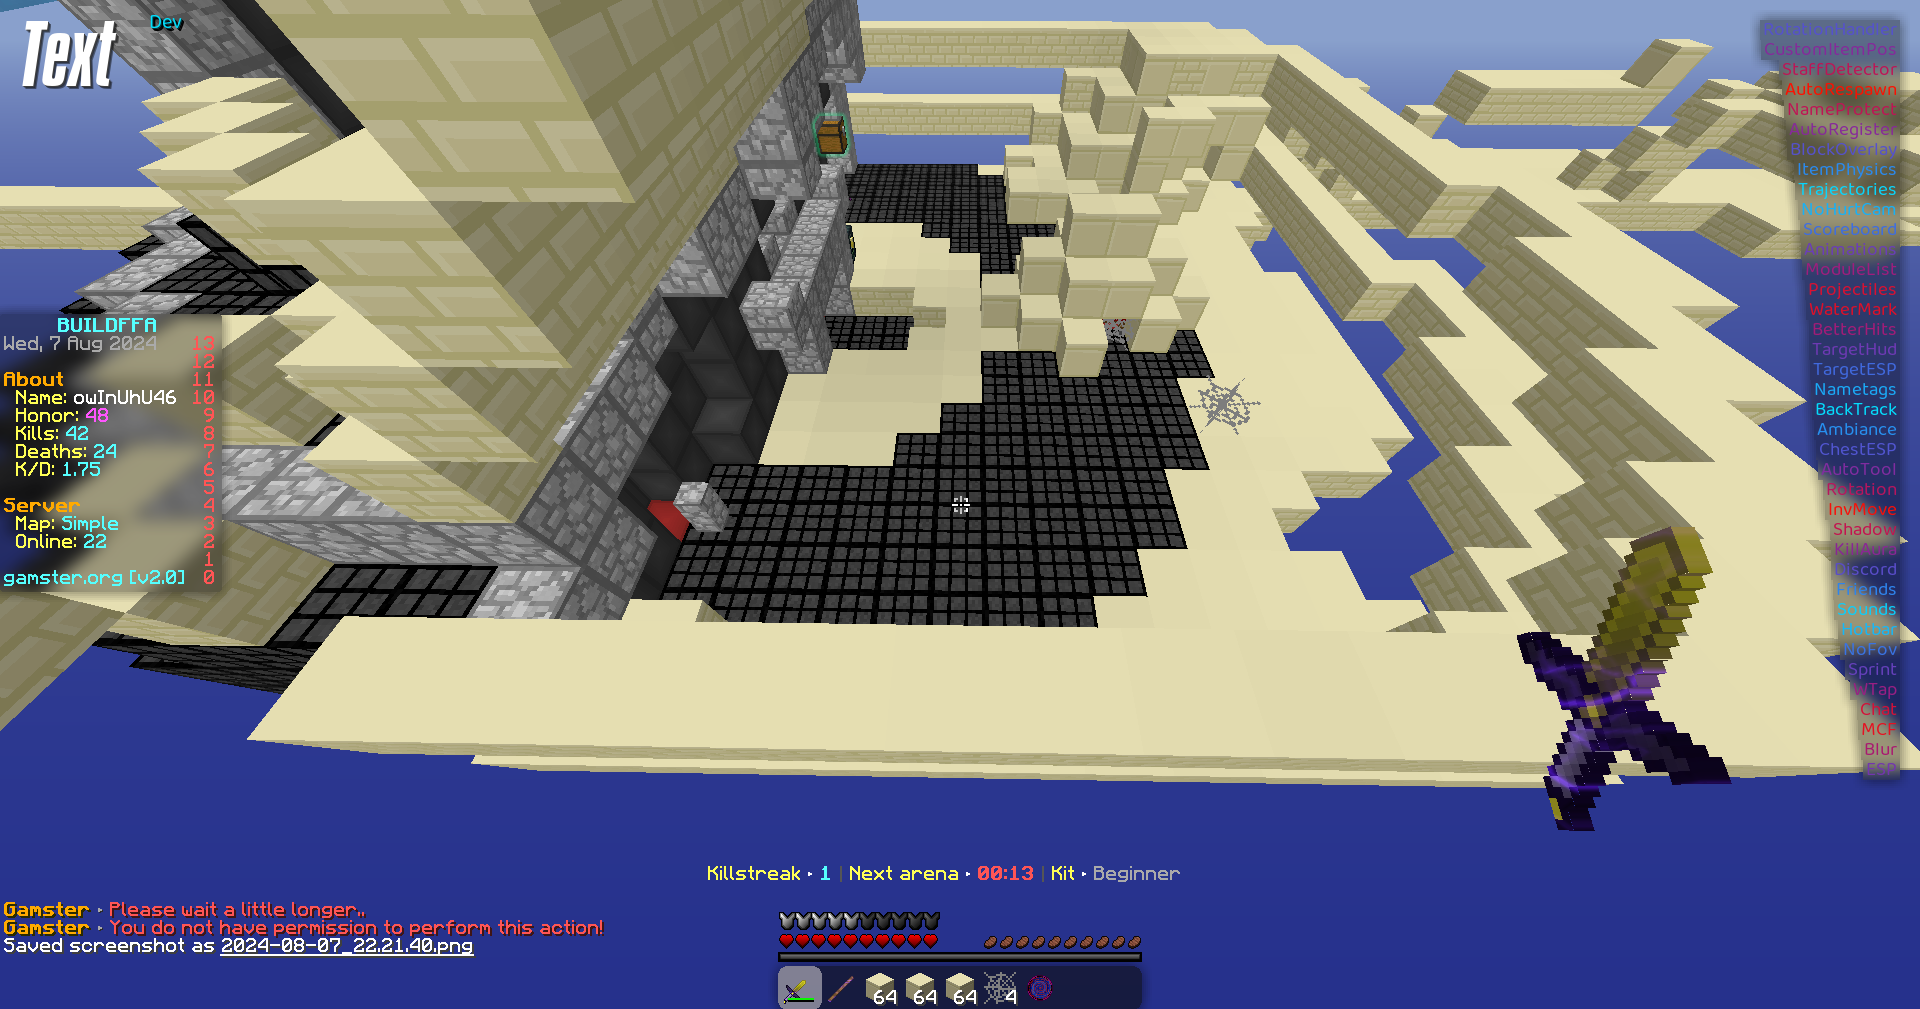 Text
Dev
BUILDFFA
Wed, 7 Aug 2024 13
12
About 11
Name: owInUhU46 10
Honor: 48 9
Kills: 42 8
Deaths: 24 7
K/D: 1.75 6
5
Server 4
Map: Simple 3
Online: 22 2
1
gamster.org [v2.0] 0
RotationHandler
CustomItemPos
StaffDetector
AutoRespawn
NameProtect
AutoRegister
BlockOverlay
ItemPhysics
Trajectories
NoHurtCam
Scoreboard
Animations
ModuleList
Projectiles
WaterMark
BetterHits
TargetHud
TargetESP
Nametags
BackTrack
Ambiance
ChestESP
AutoTool
Rotation
InvMove
Shadow
KillAura
Discord
Friends
Sounds
Hotbar
NoFov
Sprint
WTap
Chat
MCF
Blur
ESP
Killstreak • 1 | Next arena • 00:13 | Kit • Beginner
Gamster • Please wait a little longer..
Gamster • You do not have permission to perform this action!
Saved screenshot as 2024-08-07_22.21.40.png
64 64 64 4